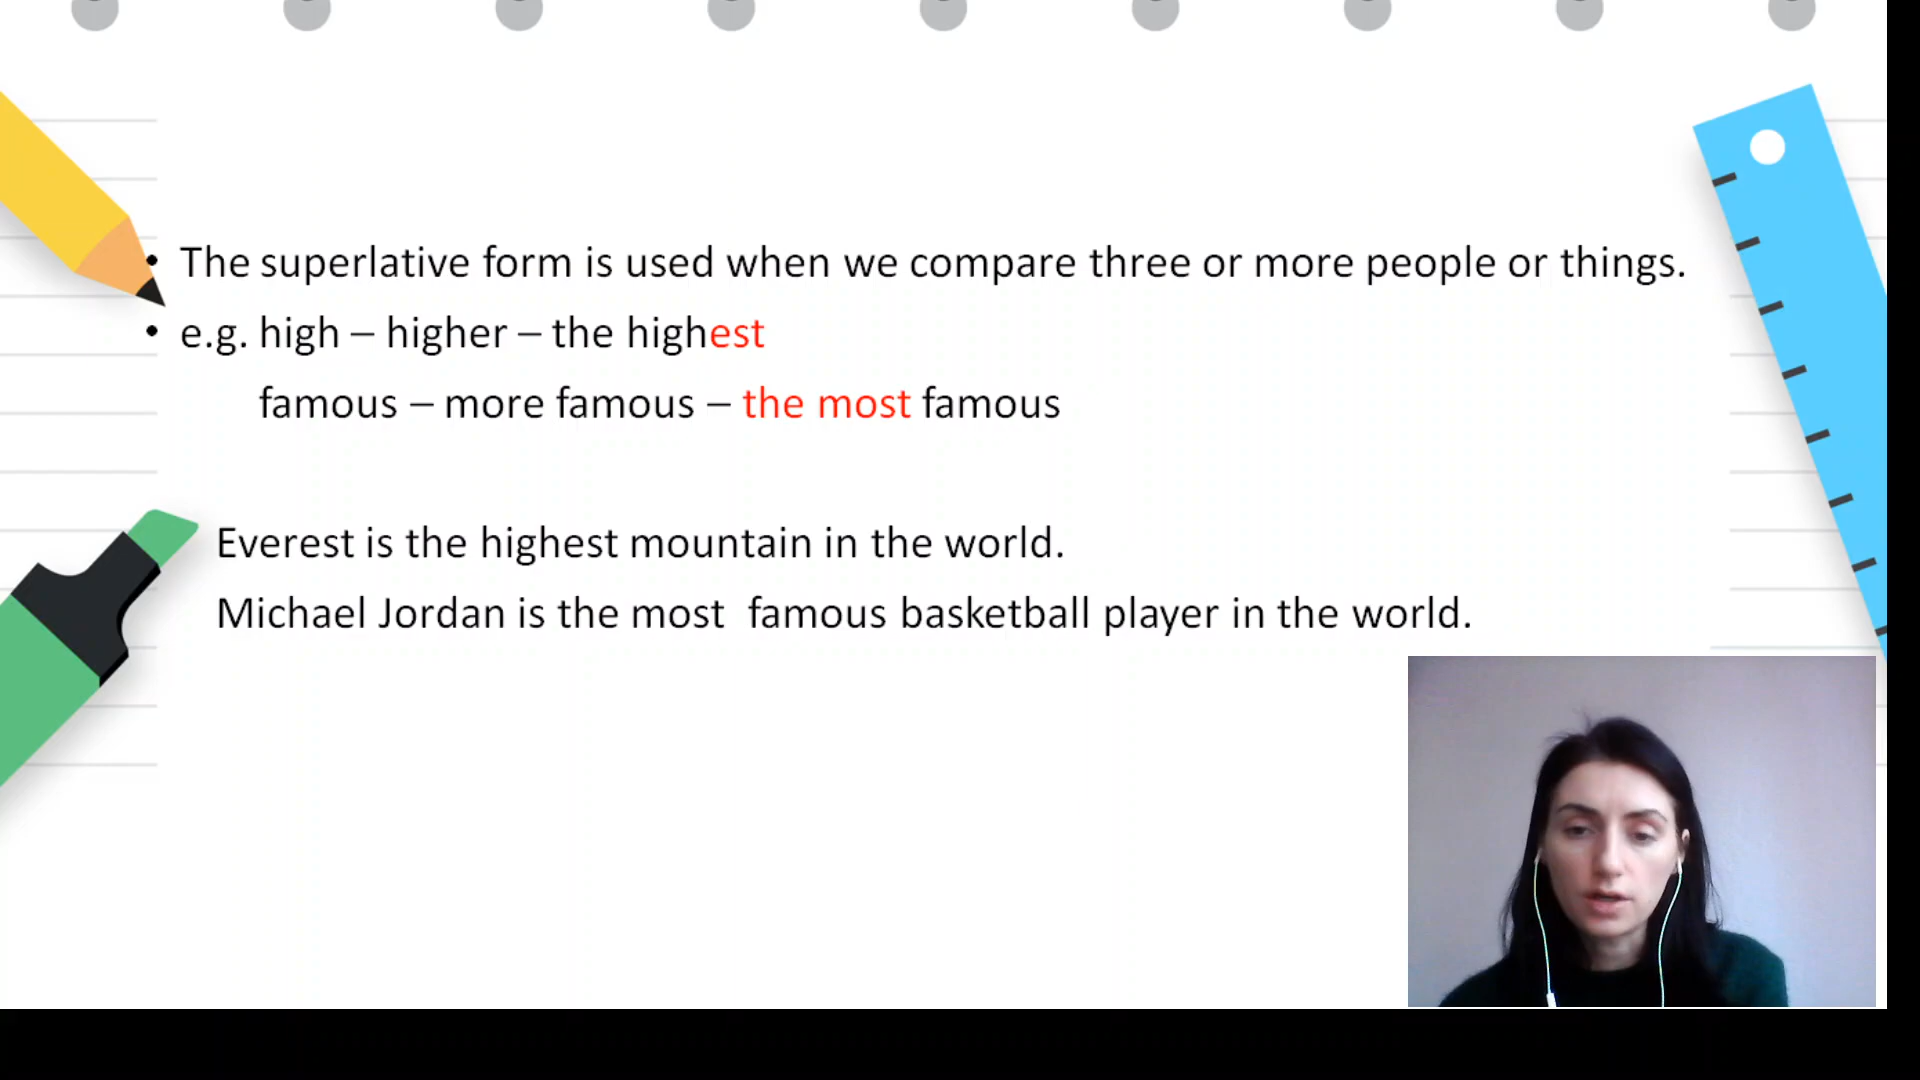 • The superlative form is used when we compare three or more people or things.
• e.g. high – higher – the highest
famous – more famous – the most famous
Everest is the highest mountain in the world.
Michael Jordan is the most  famous basketball player in the world.